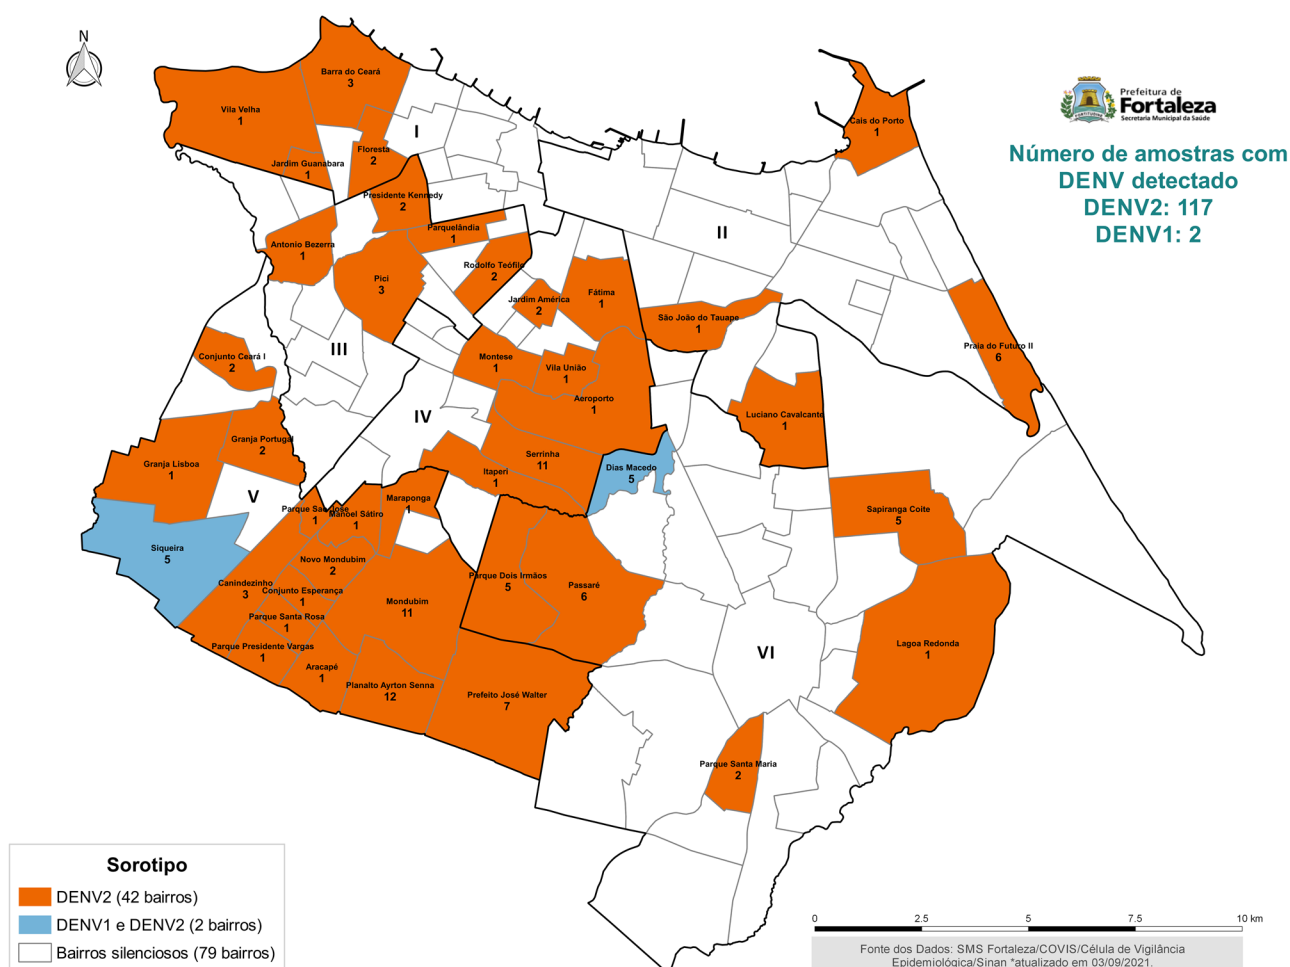 N
Barra do Ceará
3
Vila Velha
1
I
Cais do Porto
1
Floresta
2
Jardim Guanabara
1
Presidente Kennedy
2
Prefeitura de
Fortaleza
Secretaria Municipal da Saúde
Número de amostras com
DENV detectado
DENV2: 117
DENV1: 2
Parquelândia
1
II
Antonio Bezerra
1
Rodolfo Teófilo
2
Pici
3
Jardim América
2
Fátima
1
São João do Tauape
1
III
Praia do Futuro II
6
Conjunto Ceará I
2
Montese
1
Vila União
1
Aeroporto
1
IV
Luciano Cavalcante
1
Granja Portugal
2
Granja Lisboa
1
Serrinha
11
Itaperi
1
Dias Macedo
5
V
Maraponga
1
Parque Sao Jose
1
Manoel Sátiro
1
Sapiranga Coite
5
Siqueira
5
Novo Mondubim
2
Parque Dois Irmãos
5
Passaré
6
Canindezinho
3
Conjunto Esperança
1
Mondubim
11
Parque Santa Rosa
1
Parque Presidente Vargas
1
Lagoa Redonda
1
VI
Aracapé
1
Planalto Ayrton Senna
12
Prefeito José Walter
7
Parque Santa Maria
2
Sorotipo
DENV2 (42 bairros)
DENV1 e DENV2 (2 bairros)
Bairros silenciosos (79 bairros)
0 2.5 5 7.5 10 km
Fonte dos Dados: SMS Fortaleza/COVIS/Célula de Vigilância
Epidemiológica/Sinan *atualizado em 03/09/2021.